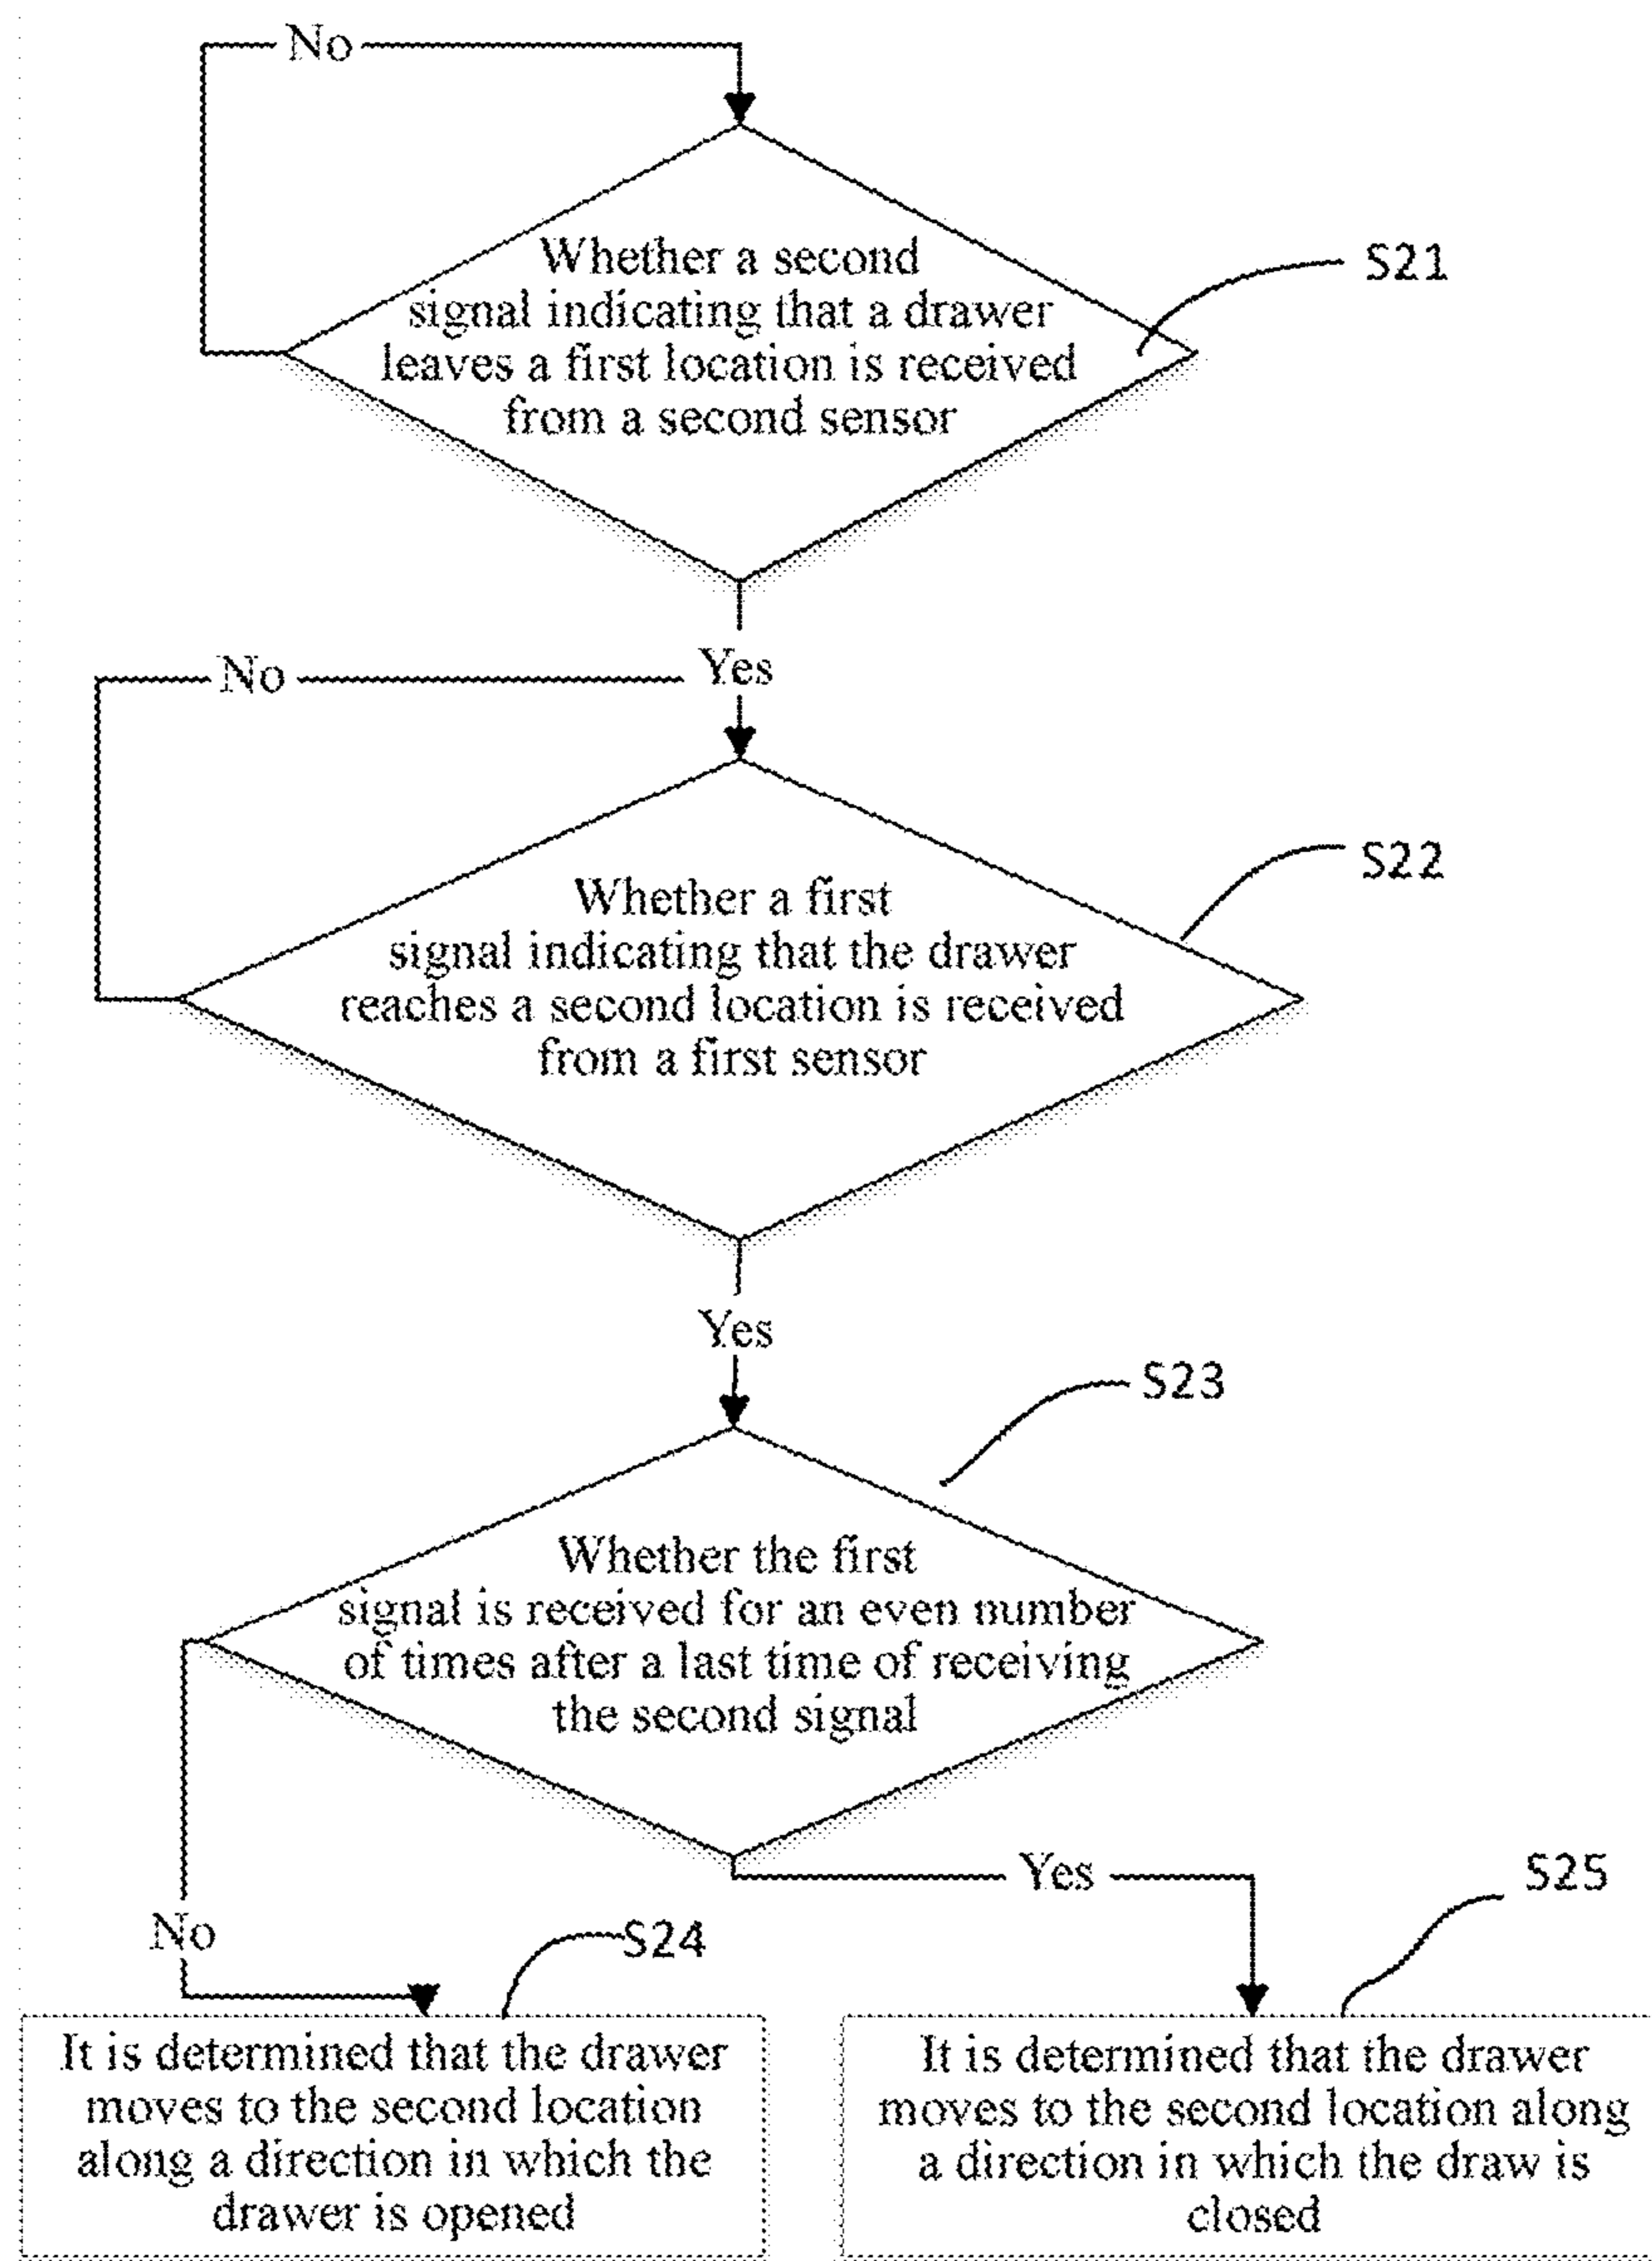 No
Whether a second
signal indicating that a drawer
leaves a first location is received
from a second sensor
S21
Yes
No
Whether a first
signal indicating that the drawer
reaches a second location is received
from a first sensor
S22
Yes
S23
Whether the first
signal is received for an even number
of times after a last time of receiving
the second signal
Yes
S25
No
S24
It is determined that the drawer
moves to the second location
along a direction in which the
drawer is opened
It is determined that the drawer
moves to the second location along
a direction in which the draw is
closed